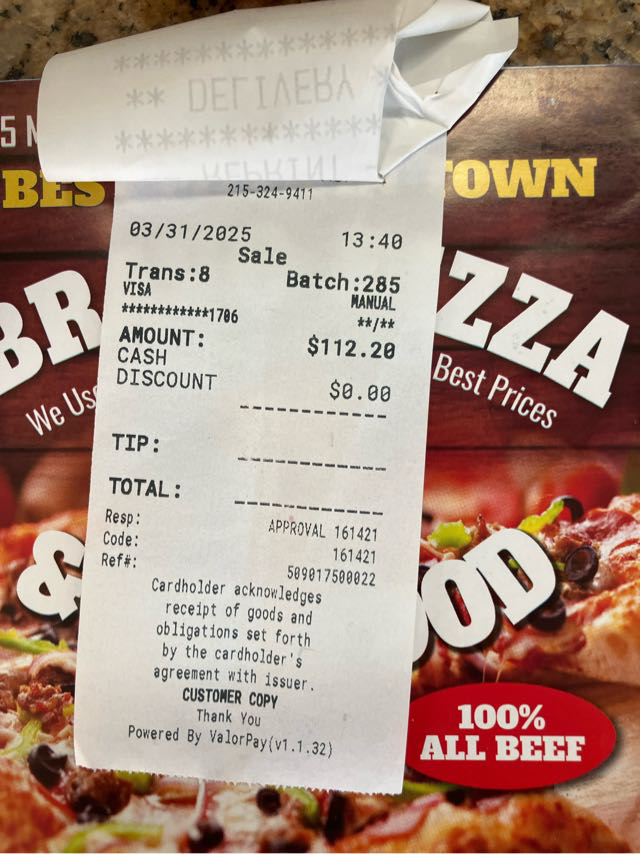 ********************
** DELIVERY
********************
REPRINT
5
BES
TOWN
215-324-9411
03/31/2025 13:40
Sale
Trans:8 Batch:285
VISA MANUAL
************1706 **/**
AMOUNT: $112.20
CASH
DISCOUNT $0.00
TIP:
TOTAL:
Resp: APPROVAL 161421
Code: 161421
Ref#: 509017500022
Cardholder acknowledges
receipt of goods and
obligations set forth
by the cardholder's
agreement with issuer.
CUSTOMER COPY
Thank You
Powered By ValorPay(v1.1.32)
BR
ZZA
We Us
Best Prices
& OOD
100%
ALL BEEF